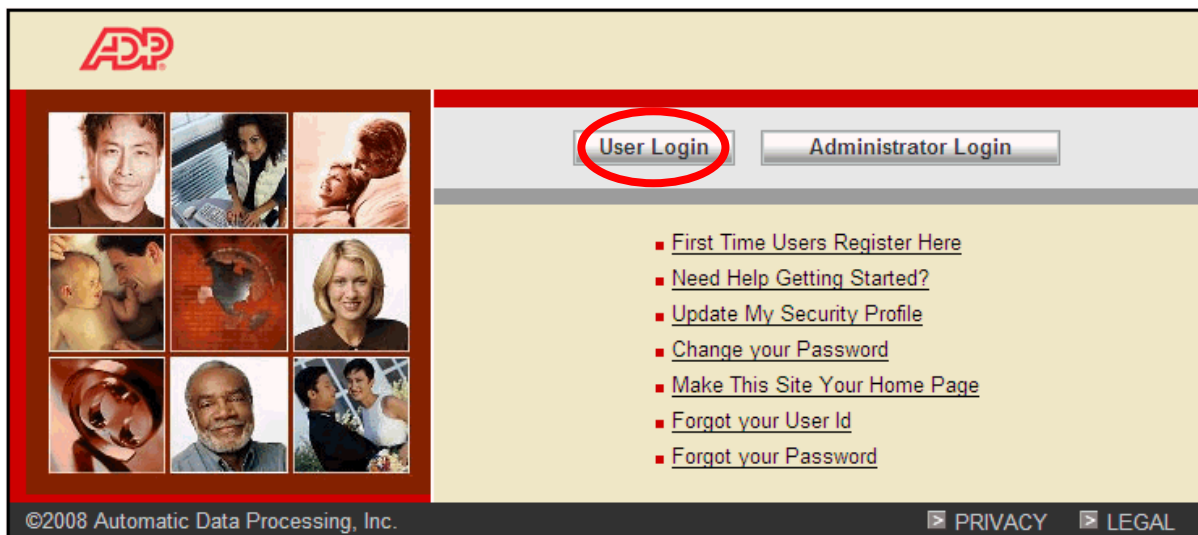 ADP
User Login
Administrator Login
First Time Users Register Here
Need Help Getting Started?
Update My Security Profile
Change your Password
Make This Site Your Home Page
Forgot your User Id
Forgot your Password
©2008 Automatic Data Processing, Inc.
PRIVACY
LEGAL